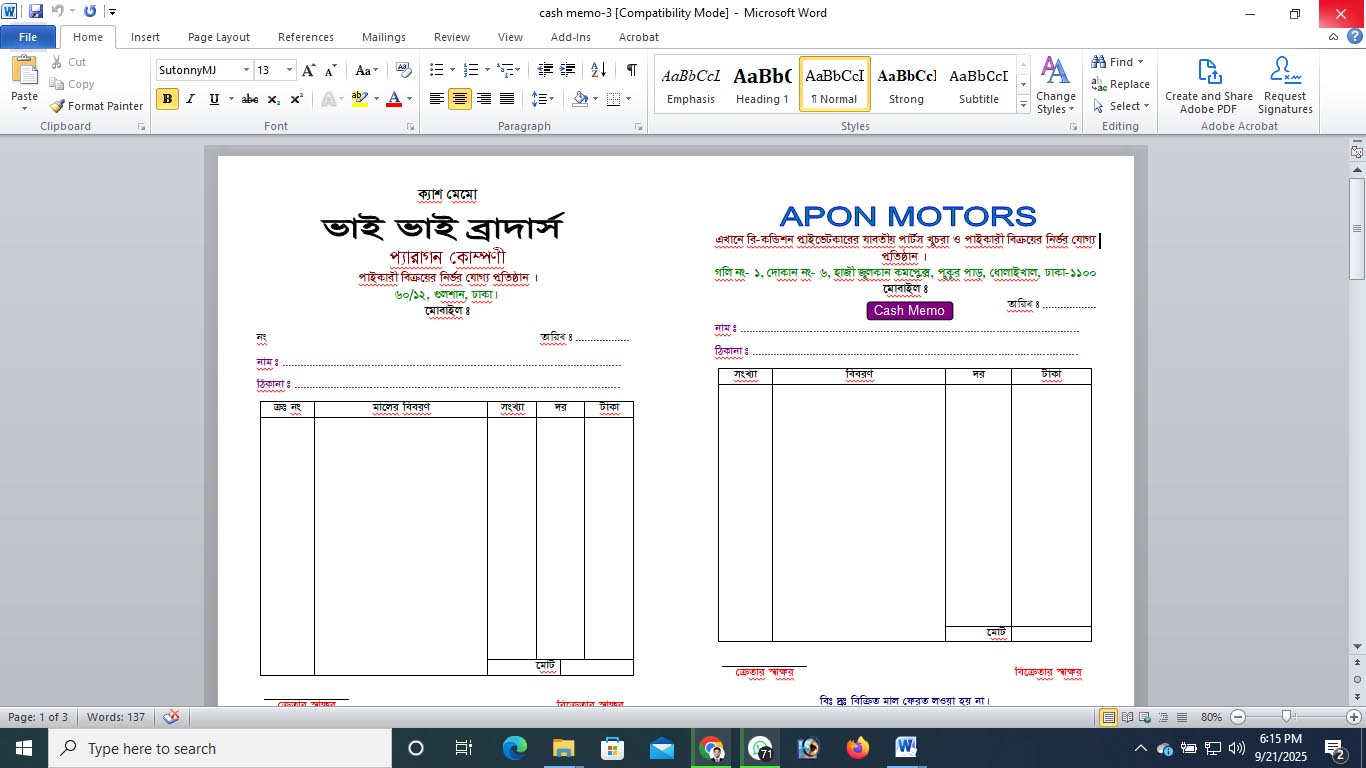 cash memo-3 [Compatibility Mode] - Microsoft Word
File Home Insert Page Layout References Mailings Review View Add-Ins Acrobat
Paste
Cut
Copy
Format Painter
Clipboard
SutonnyMJ 13
Font
Paragraph
AaBbCcL Emphasis
AaBbC Heading 1
AaBbCcI ¶ Normal
AaBbCcl Strong
AaBbCcI Subtitle
Styles
Change Styles
Find
Replace
Select
Editing
Create and Share Adobe PDF
Request Signatures
Adobe Acrobat
ক্যাশ মেমো
ভাই ভাই ব্রাদার্স
প্যারাগন কোম্পণী
পাইকারী বিক্রয়ের নির্ভর যোগ্য প্রতিষ্ঠান ।
৬০/১২, গুলশান, ঢাকা।
মোবাইল ঃ
নং তারিখ ঃ ..................
নাম ঃ
ঠিকানা ঃ
ক্রঃ নং মালের বিবরণ সংখ্যা দর টাকা
মোট
ক্রেতার স্বাক্ষর বিক্রেতার স্বাক্ষর
APON MOTORS
এখানে রি-কন্ডিশন প্রাইভেটকারের যাবতীয় পার্টস খুচরা ও পাইকারী বিক্রয়ের নির্ভর যোগ্য
প্রতিষ্ঠান ।
গলি নং- ১, দোকান নং- ৬, হাজী জুলকান কমপ্লেক্স, পুকুর পাড়, ধোলাইখাল, ঢাকা-১১০০
মোবাইল ঃ
Cash Memo তারিখ ঃ ..................
নাম ঃ
ঠিকানা ঃ
সংখ্যা বিবরণ দর টাকা
মোট
ক্রেতার স্বাক্ষর বিক্রেতার স্বাক্ষর
বিঃ দ্রঃ বিক্রিত মাল ফেরত লওয়া হয় না।
Page: 1 of 3 Words: 137 80%
Type here to search
71
6:15 PM
9/21/2025
2